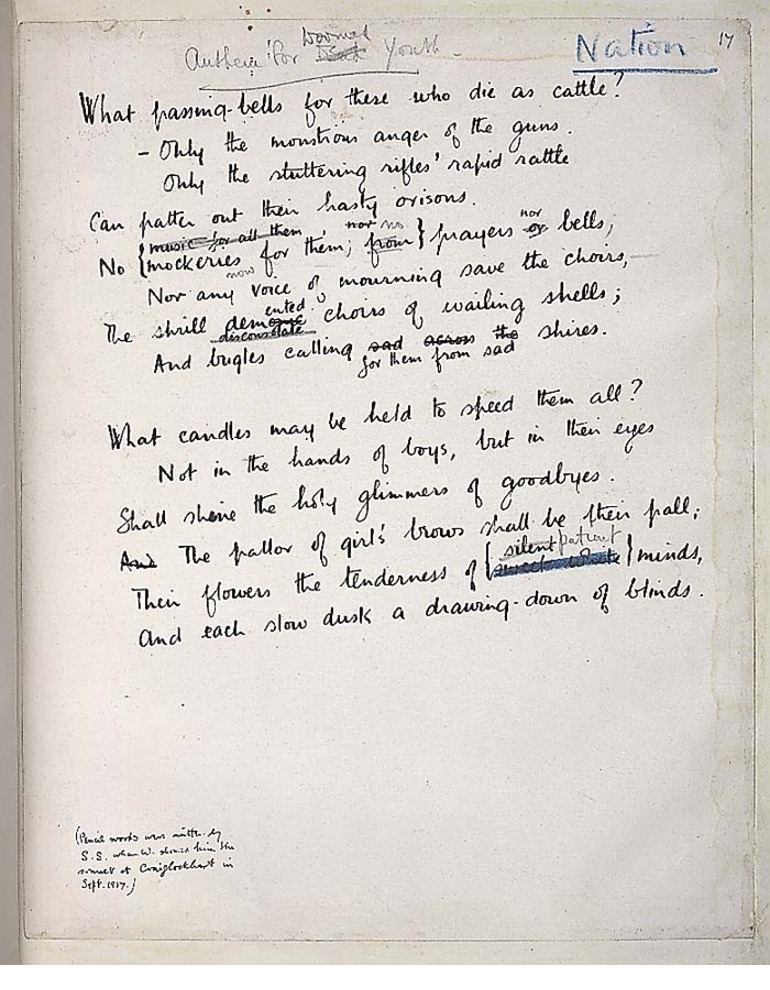 Nation 17
Doomed
Anthem for Dead Youth
What passing-bells for these who die as cattle?
– Only the monstrous anger of the guns.
Only the stuttering rifles' rapid rattle
Can patter out their hasty orisons.
music for all them nor no nor
No { mockeries for them; from } prayers or bells,
now
Nor any voice of mourning save the choirs,
ented
The shrill demonic choirs of wailing shells;
disconsolate
And bugles calling sad across the shires.
for them from sad
What candles may be held to speed them all?
Not in the hands of boys, but in their eyes
Shall shine the holy glimmers of goodbyes.
And The pallor of girls' brows shall be their pall;
silent patient
Their flowers the tenderness of { sweet white } minds,
And each slow dusk a drawing-down of blinds.
(Pencil words were written by
S.S. when W. showed him the
sonnet at Craiglockhart in
Sept. 1917.)